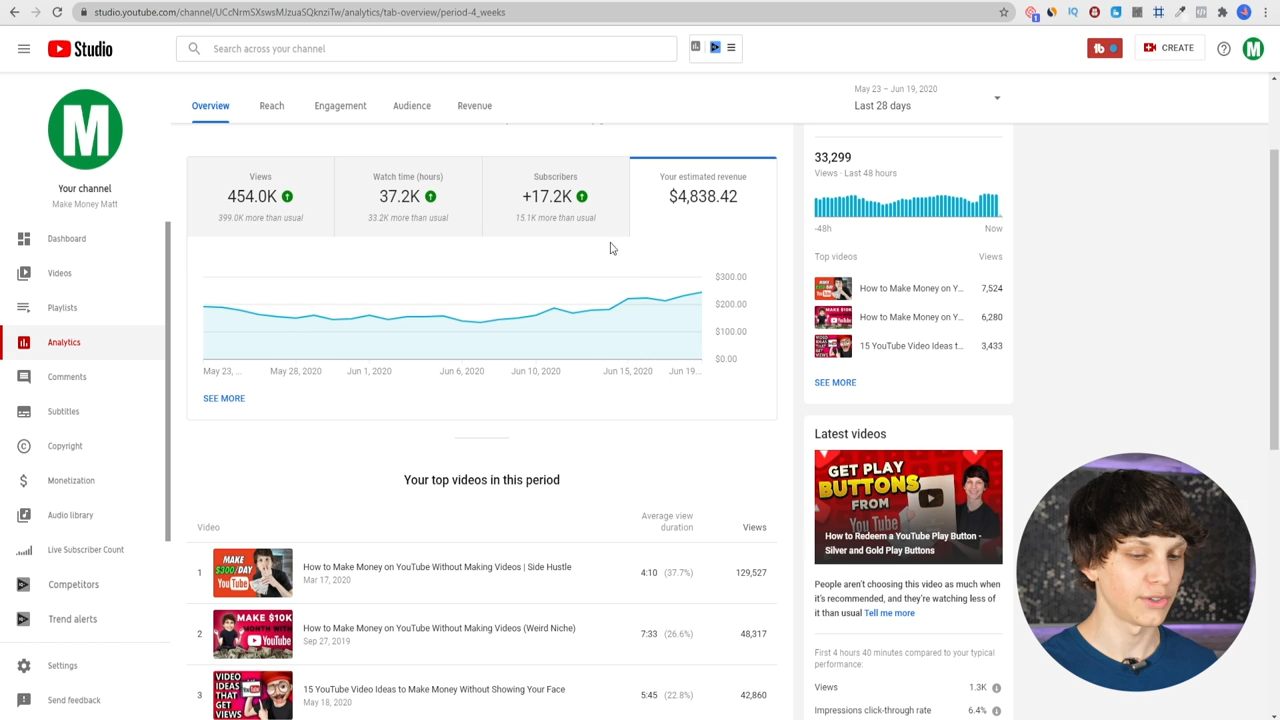 studio.youtube.com/channel/UCcNrmSXswsMJzuaSQkniziTw/analytics/tab-overview/period-4_weeks
Studio
Search across your channel
tb
CREATE
M
M
Your channel
Make Money Matt
Dashboard
Videos
Playlists
Analytics
Comments
Subtitles
Copyright
Monetization
Audio library
Live Subscriber Count
Competitors
Trend alerts
Settings
Send feedback
Overview
Reach
Engagement
Audience
Revenue
May 23 – Jun 19, 2020
Last 28 days
Views
454.0K
399.0K more than usual
Watch time (hours)
37.2K
33.2K more than usual
Subscribers
+17.2K
15.1K more than usual
Your estimated revenue
$4,838.42
$300.00
$200.00
$100.00
$0.00
May 23, ...
May 28, 2020
Jun 1, 2020
Jun 6, 2020
Jun 10, 2020
Jun 15, 2020
Jun 19...
SEE MORE
Your top videos in this period
Video
Average view
duration
Views
1
MAKE
$300/DAY
YouTube
How to Make Money on YouTube Without Making Videos | Side Hustle
Mar 17, 2020
4:10 (37.7%)
129,527
2
MAKE $10K
MONTH WITH
YouTube
How to Make Money on YouTube Without Making Videos (Weird Niche)
Sep 27, 2019
7:33 (26.6%)
48,317
3
VIDEO
IDEAS
THAT
GET
VIEWS
15 YouTube Video Ideas to Make Money Without Showing Your Face
May 18, 2020
5:45 (22.8%)
42,860
33,299
Views · Last 48 hours
-48h
Now
Top videos
Views
How to Make Money on Y...
7,524
How to Make Money on Y...
6,280
15 YouTube Video Ideas t...
3,433
SEE MORE
Latest videos
GET PLAY
BUTTONS
FROM
YouTube
How to Redeem a YouTube Play Button -
Silver and Gold Play Buttons
People aren't choosing this video as much when
it's recommended, and they're watching less of
it than usual Tell me more
First 4 hours 40 minutes compared to your typical
performance:
Views
1.3K
Impressions click-through rate
6.4%